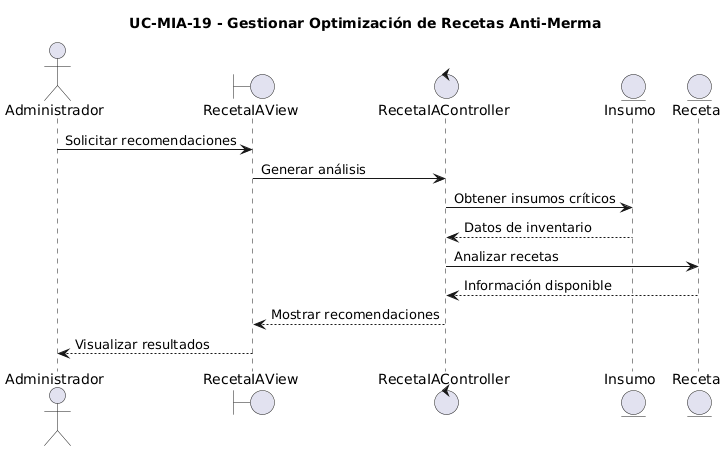 UC-MIA-19 - Gestionar Optimización de Recetas Anti-Merma
Administrador RecetaIAView RecetaIAController Insumo Receta
Solicitar recomendaciones
Generar análisis
Obtener insumos críticos
Datos de inventario
Analizar recetas
Información disponible
Mostrar recomendaciones
Visualizar resultados
Administrador RecetaIAView RecetaIAController Insumo Receta